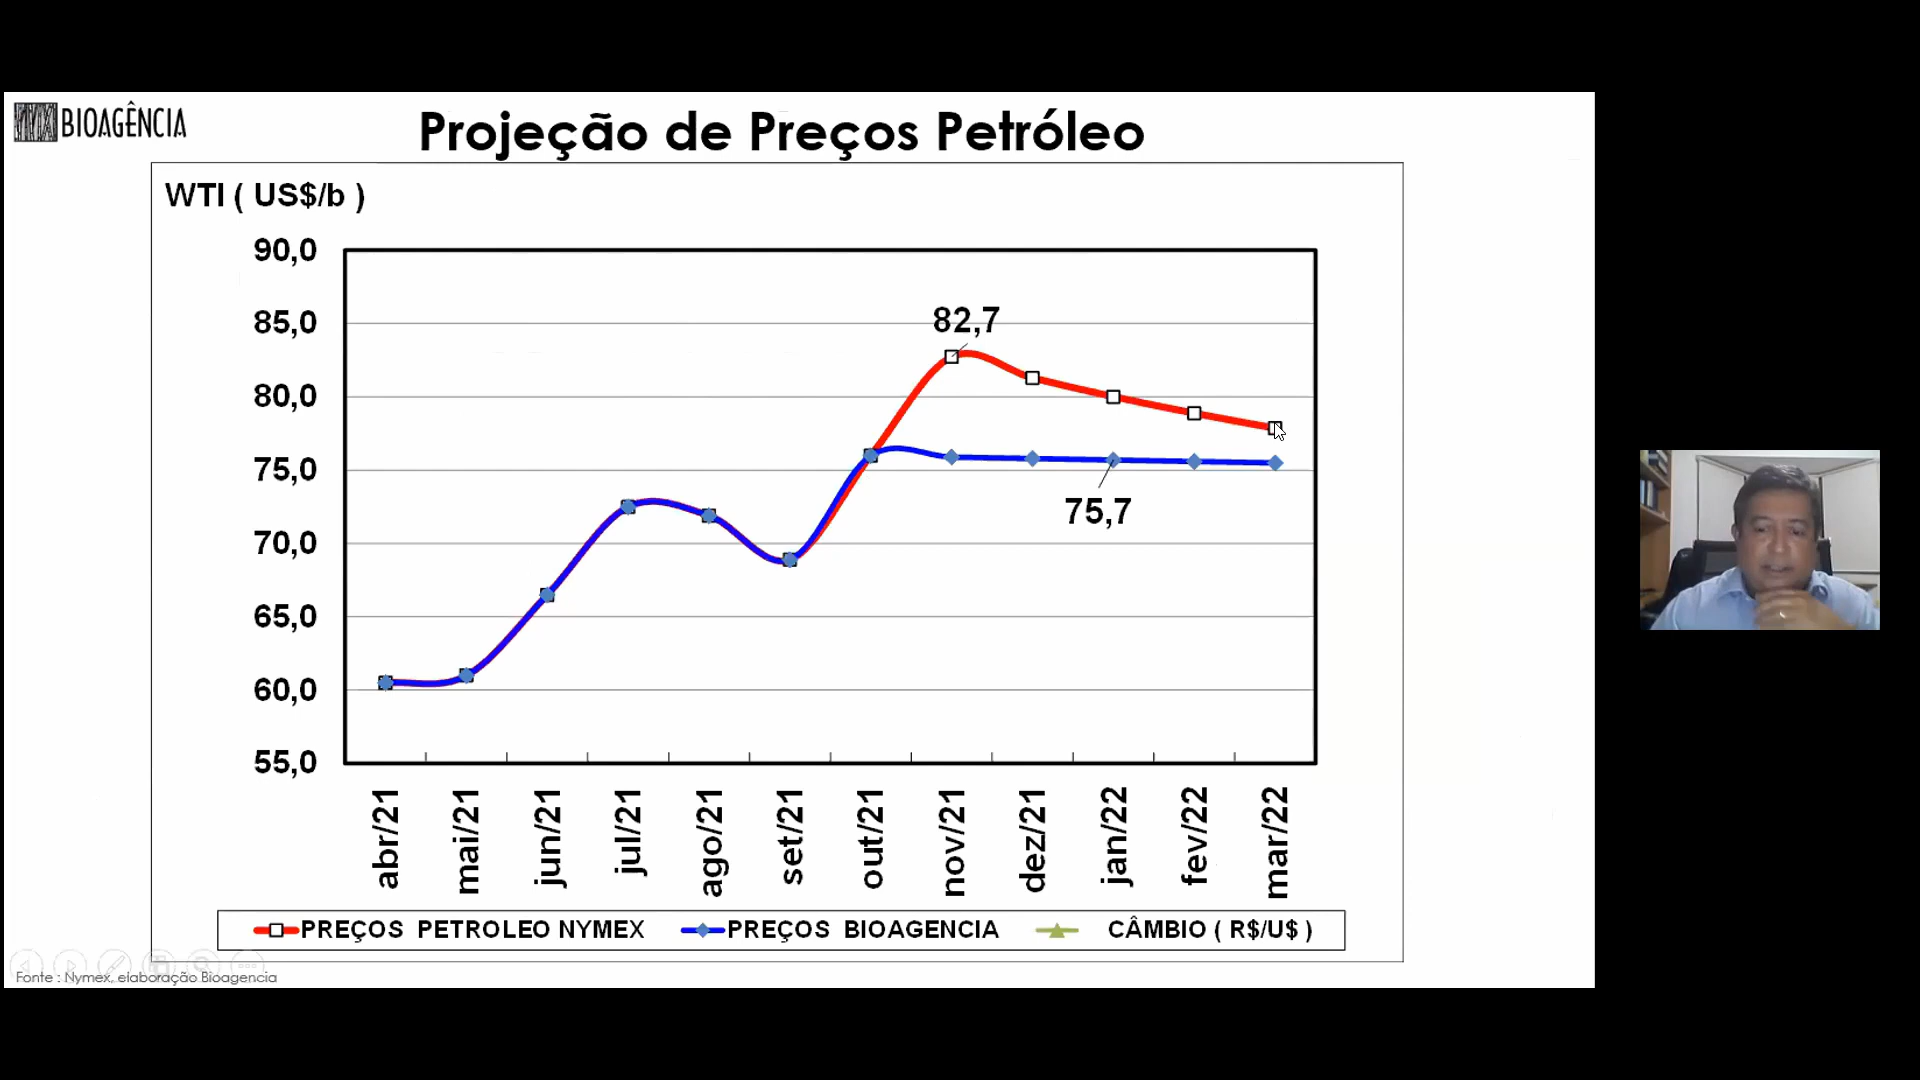 BIOAGÊNCIA
Projeção de Preços Petróleo
WTI ( US$/b )
90,0
85,0
80,0
75,0
70,0
65,0
60,0
55,0
82,7
75,7
abr/21
mai/21
jun/21
jul/21
ago/21
set/21
out/21
nov/21
dez/21
jan/22
fev/22
mar/22
PREÇOS PETROLEO NYMEX
PREÇOS BIOAGENCIA
CÂMBIO ( R$/U$ )
Fonte : Nymex, elaboração Bioagencia